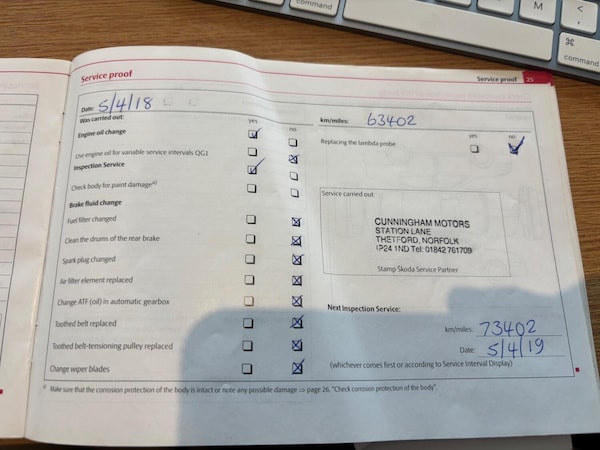 command
M
<
,
⌘
command
Service proof
Service proof 25
Date: 5/4/18
km/miles: 63402
Was carried out:
yes
no
Engine oil change
Use engine oil for variable service intervals QG1
Inspection Service
Check body for paint damage a)
Brake fluid change
Fuel filter changed
Clean the drums of the rear brake
Spark plug changed
Air filter element replaced
Change ATF (oil) in automatic gearbox
Toothed belt replaced
Toothed belt-tensioning pulley replaced
Change wiper blades
yes
no
Replacing the lambda probe
Service carried out:
CUNNINGHAM MOTORS
STATION LANE
THETFORD, NORFOLK
IP24 1ND Tel: 01842 761709
Stamp Škoda Service Partner
Next Inspection Service:
km/miles: 73402
Date: 5/4/19
(whichever comes first or according to Service Interval Display)
a) Make sure that the corrosion protection of the body is intact or note any possible damage ⇒ page 26, "Check corrosion protection of the body".